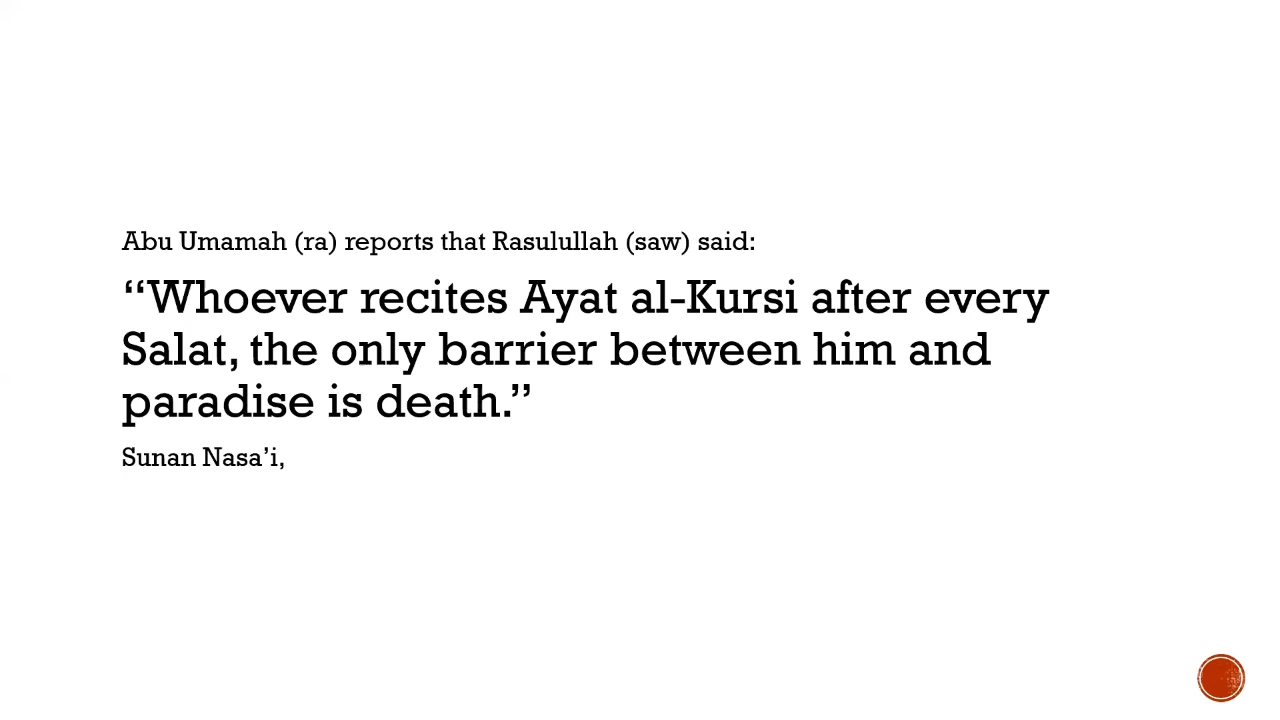 Abu Umamah (ra) reports that Rasulullah (saw) said:
“Whoever recites Ayat al-Kursi after every
Salat, the only barrier between him and
paradise is death.”
Sunan Nasa’i,